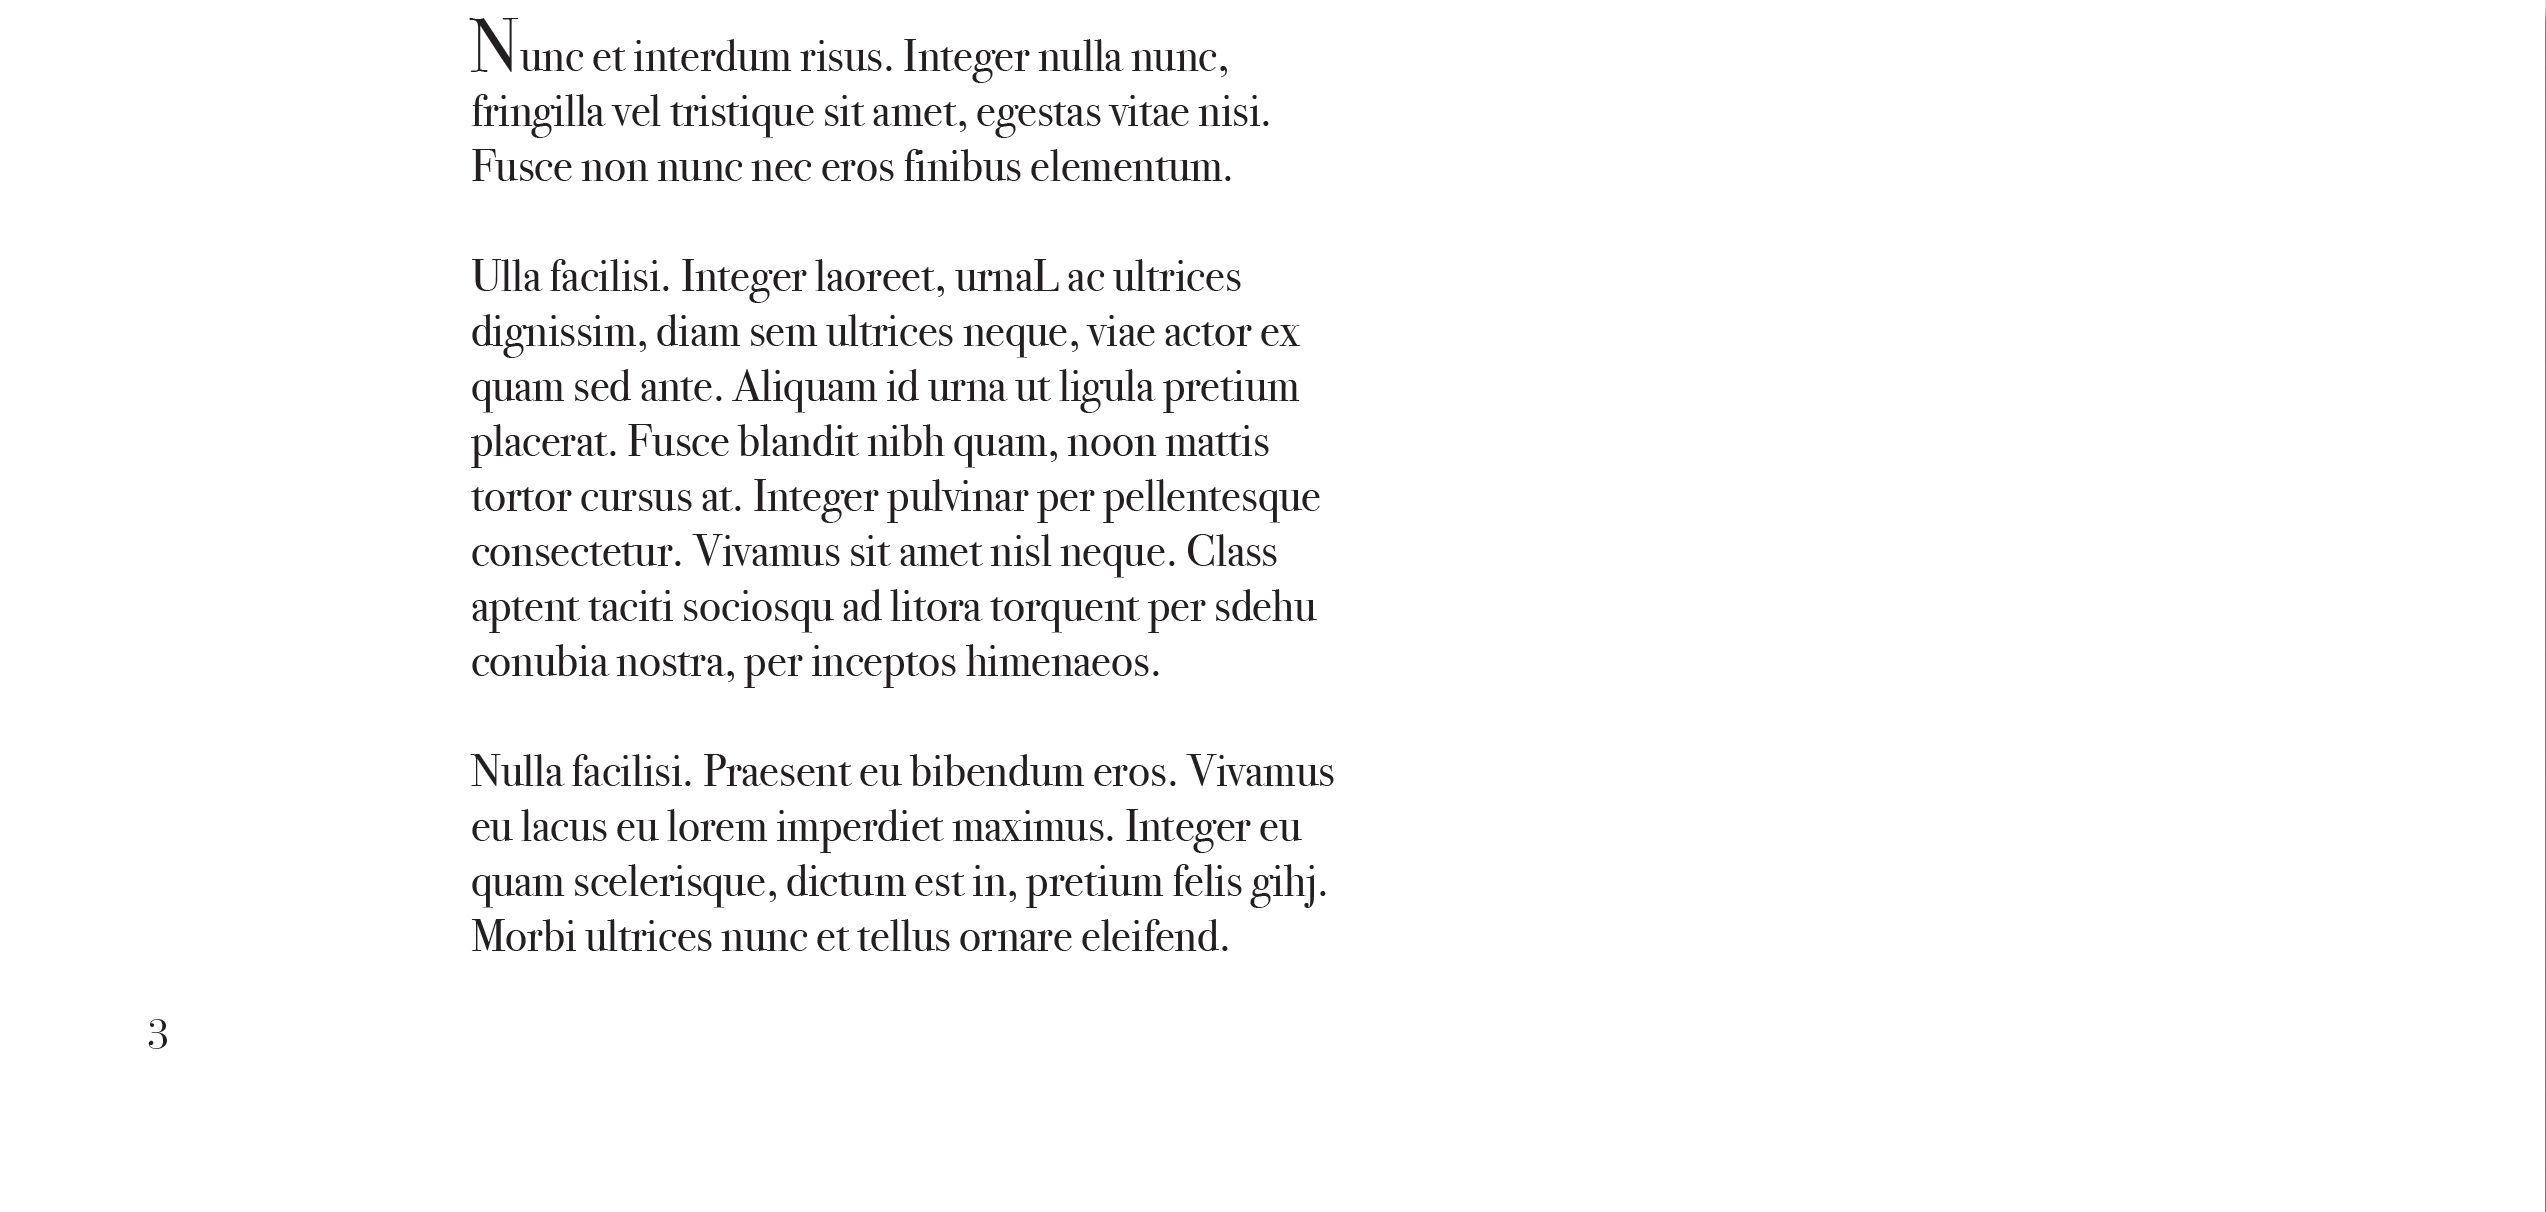 Nunc et interdum risus. Integer nulla nunc,
fringilla vel tristique sit amet, egestas vitae nisi.
Fusce non nunc nec eros finibus elementum.
Ulla facilisi. Integer laoreet, urnaL ac ultrices
dignissim, diam sem ultrices neque, viae actor ex
quam sed ante. Aliquam id urna ut ligula pretium
placerat. Fusce blandit nibh quam, noon mattis
tortor cursus at. Integer pulvinar per pellentesque
consectetur. Vivamus sit amet nisl neque. Class
aptent taciti sociosqu ad litora torquent per sdehu
conubia nostra, per inceptos himenaeos.
Nulla facilisi. Praesent eu bibendum eros. Vivamus
eu lacus eu lorem imperdiet maximus. Integer eu
quam scelerisque, dictum est in, pretium felis gihj.
Morbi ultrices nunc et tellus ornare eleifend.
3